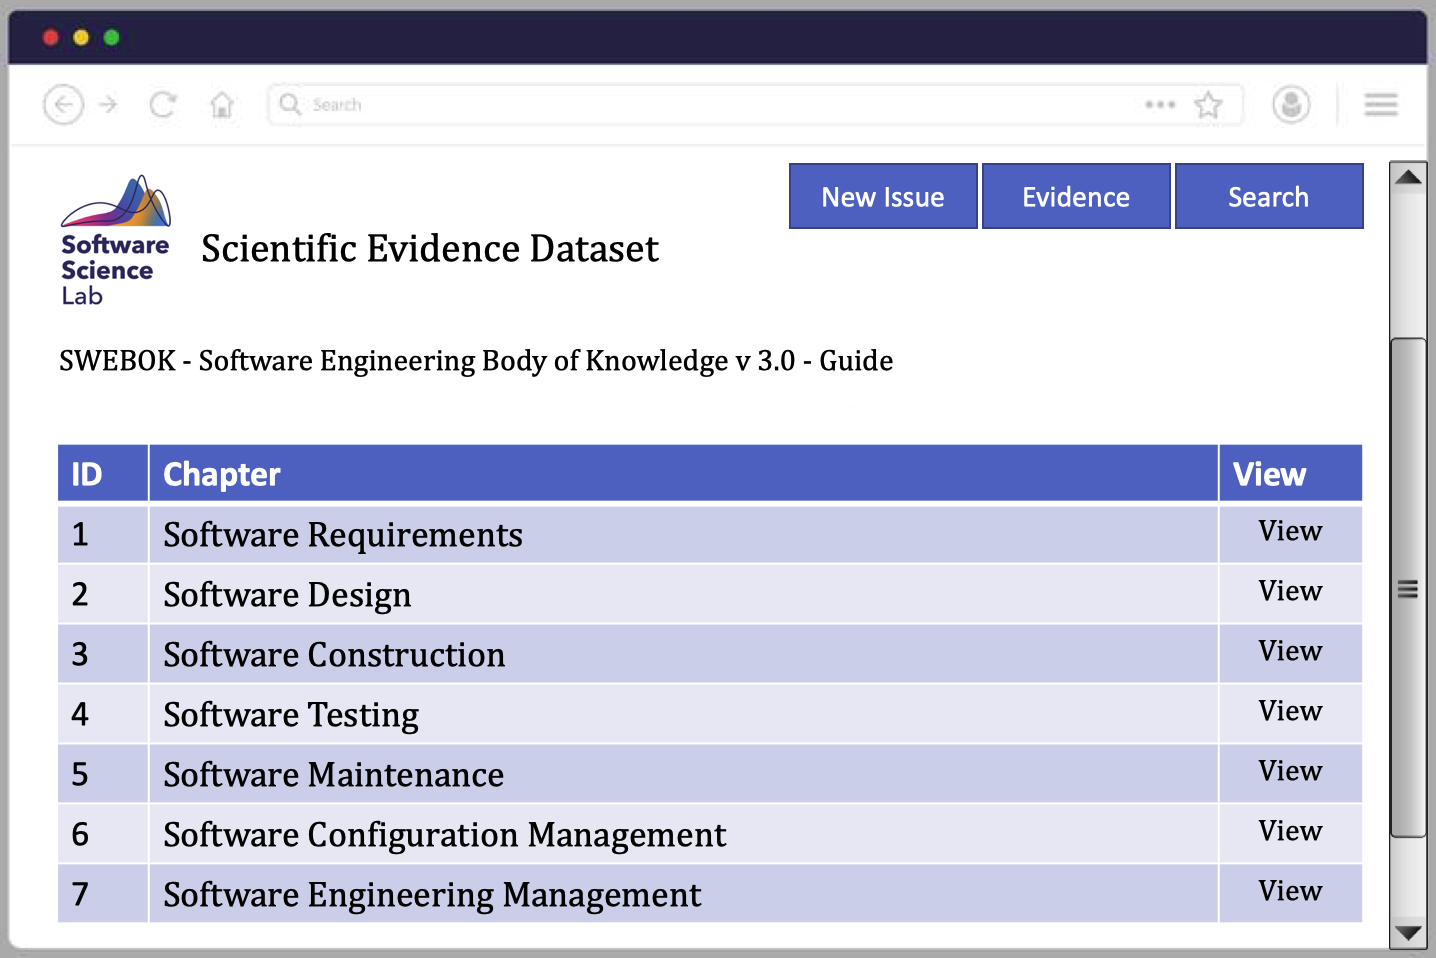 Search
New Issue Evidence Search
Software
Science
Lab
Scientific Evidence Dataset
SWEBOK - Software Engineering Body of Knowledge v 3.0 - Guide
ID Chapter View
1 Software Requirements View
2 Software Design View
3 Software Construction View
4 Software Testing View
5 Software Maintenance View
6 Software Configuration Management View
7 Software Engineering Management View